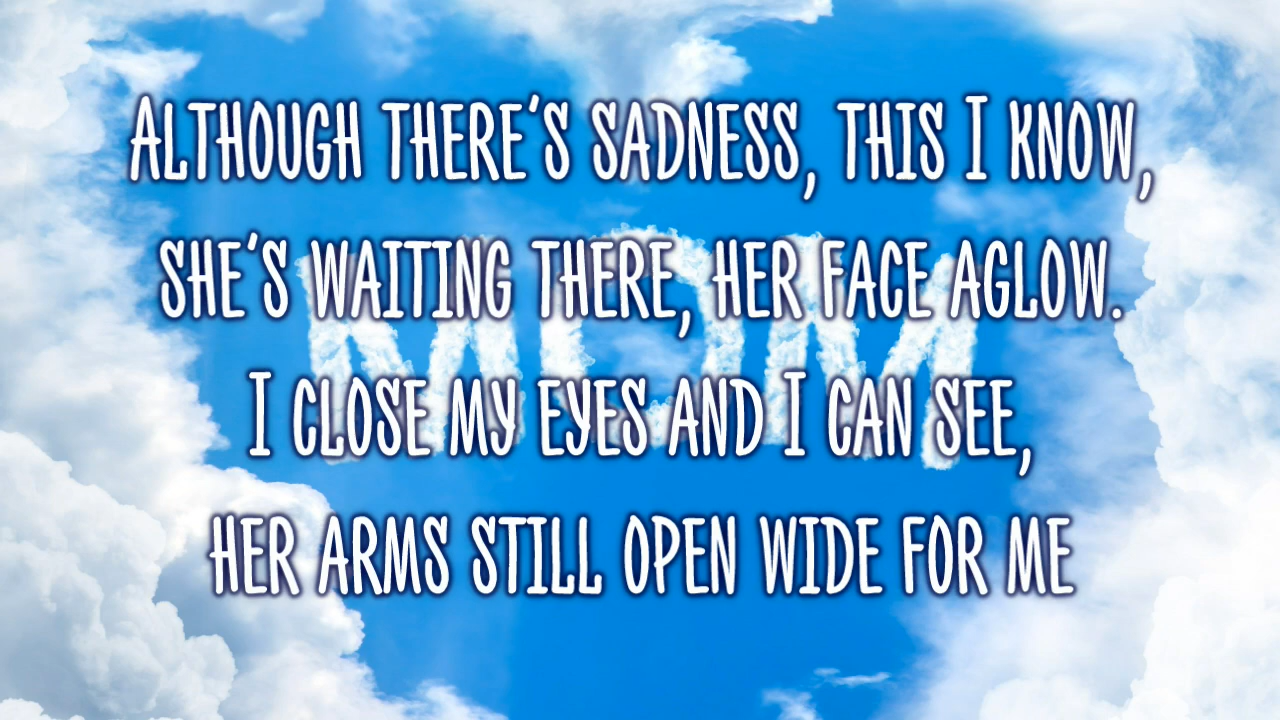 Although there's sadness, this I know,
she's waiting there, her face aglow.
MOM
I close my eyes and I can see,
her arms still open wide for me